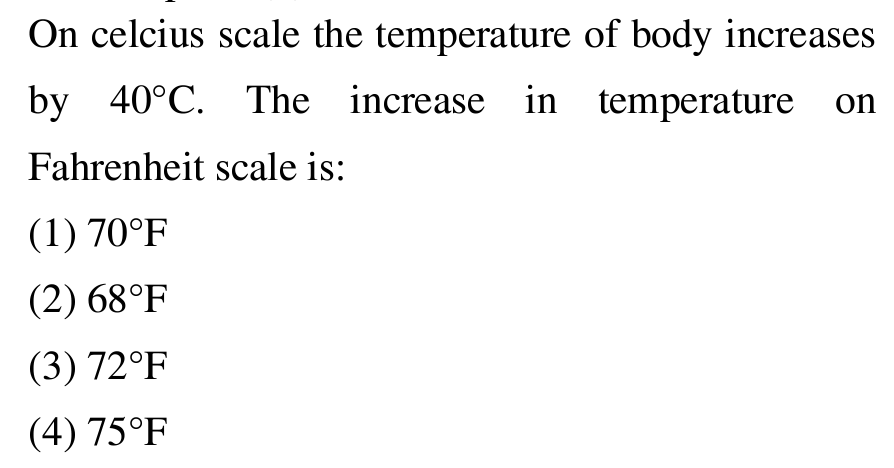 On celcius scale the temperature of body increases
by 40°C. The increase in temperature on
Fahrenheit scale is:
(1) 70°F
(2) 68°F
(3) 72°F
(4) 75°F